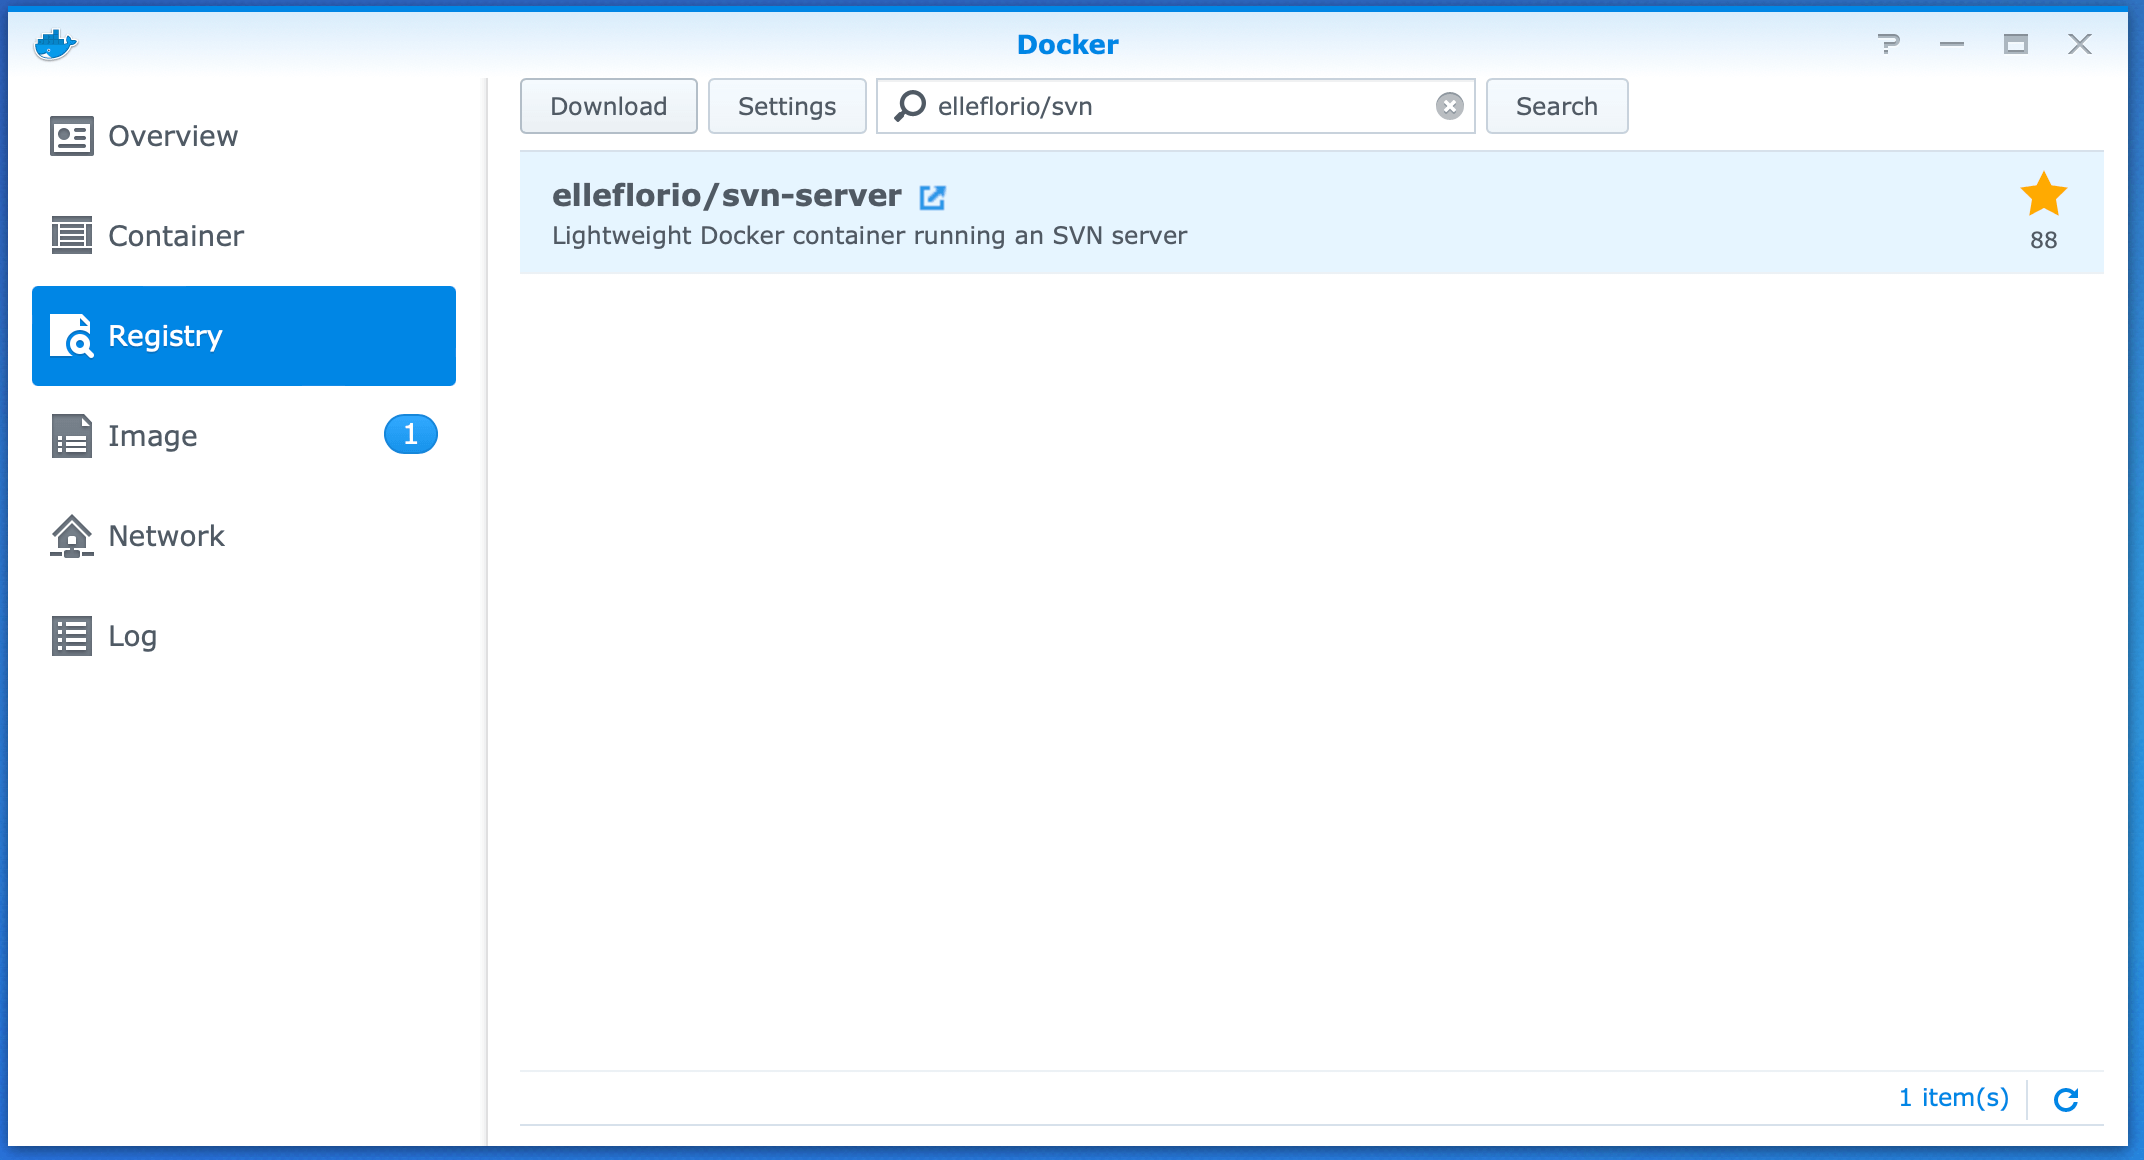 Docker
Overview
Container
Registry
Image
1
Network
Log
Download
Settings
elleflorio/svn
Search
elleflorio/svn-server
Lightweight Docker container running an SVN server
88
1 item(s)